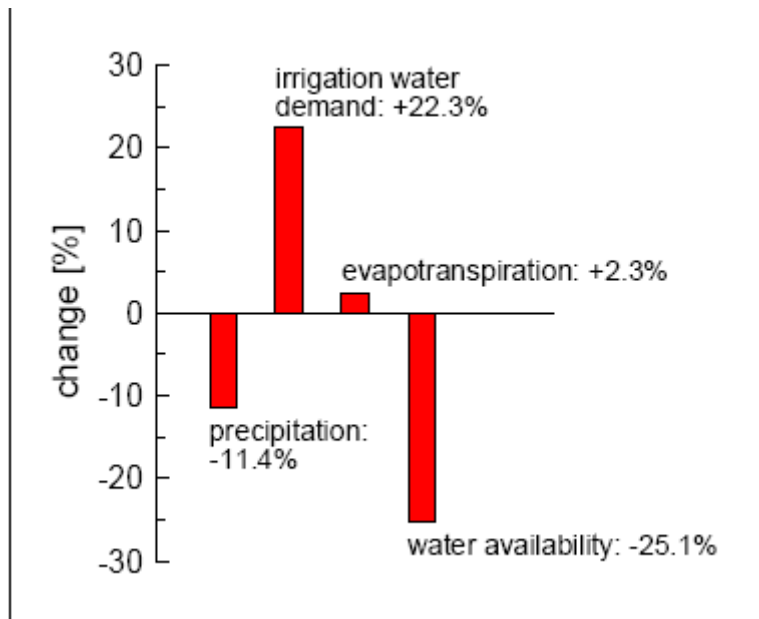 30
irrigation water
demand: +22.3%
20
10
evapotranspiration: +2.3%
change [%]
0
-10
precipitation:
-11.4%
-20
water availability: -25.1%
-30